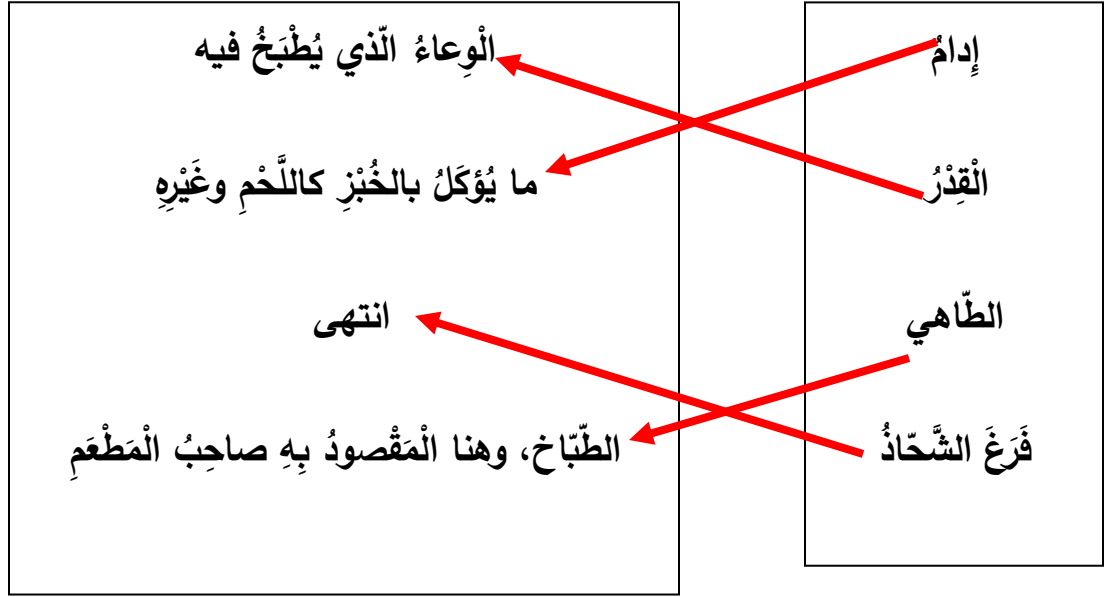 إِدامُ
الْوِعاءُ الّذي يُطْبَخُ فيه
الْقِدْرُ
ما يُؤكَلُ بالخُبْزِ كاللَّحْمِ وغَيْرِهِ
الطّاهي
انتهى
فَرَغَ الشَّحّاذُ
الطّبّاخ، وهنا الْمَقْصودُ بِهِ صاحِبُ الْمَطْعَمِ